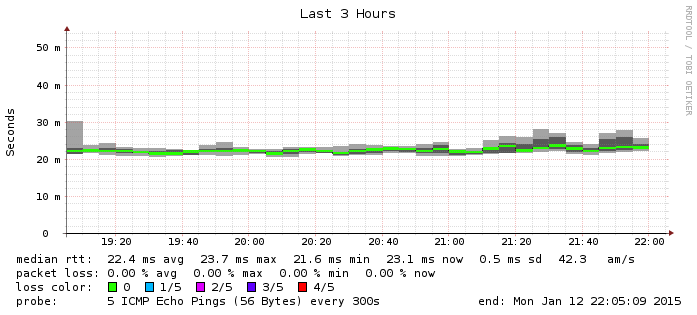 Last 3 Hours
RRDTOOL / TOBI OETIKER
Seconds
50 m
40 m
30 m
20 m
10 m
0
19:20 19:40 20:00 20:20 20:40 21:00 21:20 21:40 22:00
median rtt: 22.4 ms avg 23.7 ms max 21.6 ms min 23.1 ms now 0.5 ms sd 42.3 am/s
packet loss: 0.00 % avg 0.00 % max 0.00 % min 0.00 % now
loss color: 0 1/5 2/5 3/5 4/5
probe: 5 ICMP Echo Pings (56 Bytes) every 300s end: Mon Jan 12 22:05:09 2015